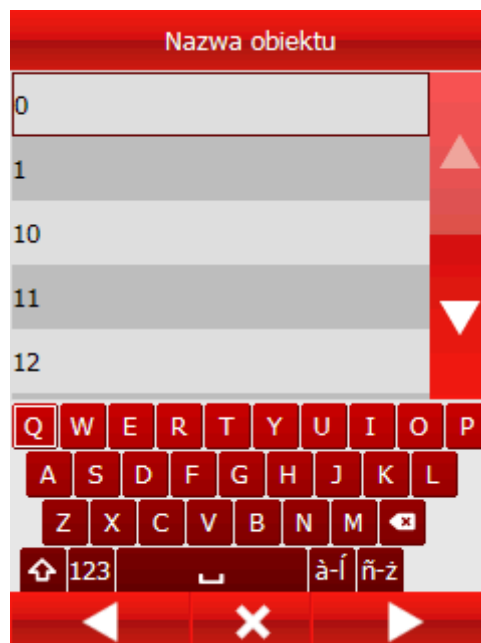 Nazwa obiektu
0
1
10
11
12
Q W E R T Y U I O P
A S D F G H J K L
Z X C V B N M
123 à-Í ñ-ż